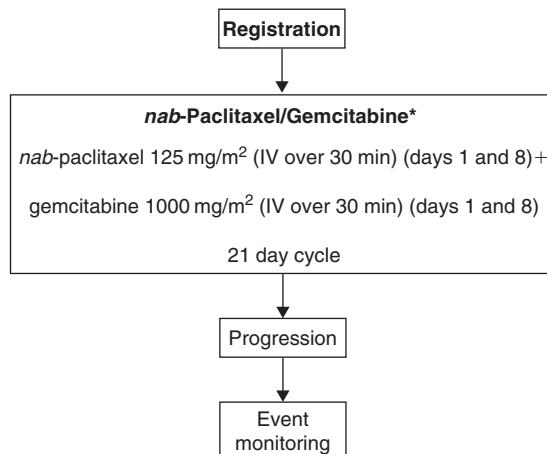 Registration
nab-Paclitaxel/Gemcitabine*
nab-paclitaxel 125 mg/m² (IV over 30 min) (days 1 and 8)+
gemcitabine 1000 mg/m² (IV over 30 min) (days 1 and 8)
21 day cycle
Progression
Event
monitoring